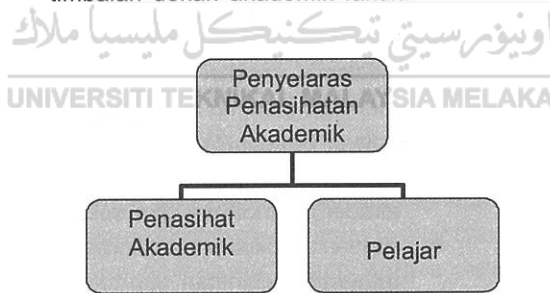 اونيۏرسيتي تيكنيكل مليسيا ملاك
UNIVERSITI TEKNIKAL MALAYSIA MELAKA
Penyelaras
Penasihatan
Akademik
Penasihat
Akademik
Pelajar